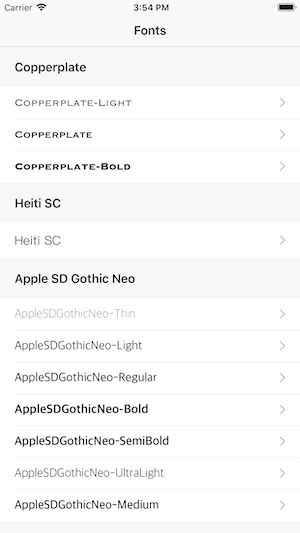 Carrier 3:54 PM
Fonts
Copperplate
Copperplate-Light
Copperplate
Copperplate-Bold
Heiti SC
Heiti SC
Apple SD Gothic Neo
AppleSDGothicNeo-Thin
AppleSDGothicNeo-Light
AppleSDGothicNeo-Regular
AppleSDGothicNeo-Bold
AppleSDGothicNeo-SemiBold
AppleSDGothicNeo-UltraLight
AppleSDGothicNeo-Medium